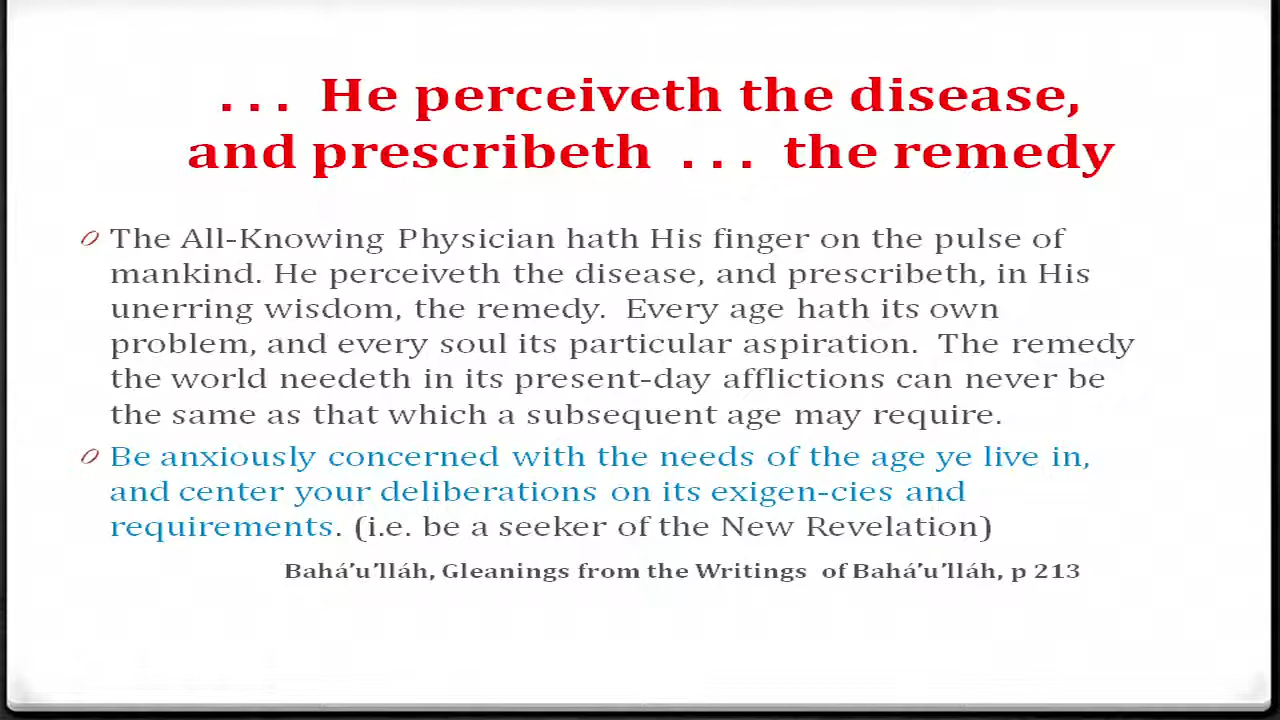 . . . He perceiveth the disease,
and prescribeth . . . the remedy
The All-Knowing Physician hath His finger on the pulse of
mankind. He perceiveth the disease, and prescribeth, in His
unerring wisdom, the remedy.  Every age hath its own
problem, and every soul its particular aspiration.  The remedy
the world needeth in its present-day afflictions can never be
the same as that which a subsequent age may require.
Be anxiously concerned with the needs of the age ye live in,
and center your deliberations on its exigen-cies and
requirements. (i.e. be a seeker of the New Revelation)
Bahá’u’lláh, Gleanings from the Writings  of Bahá’u’lláh, p 213